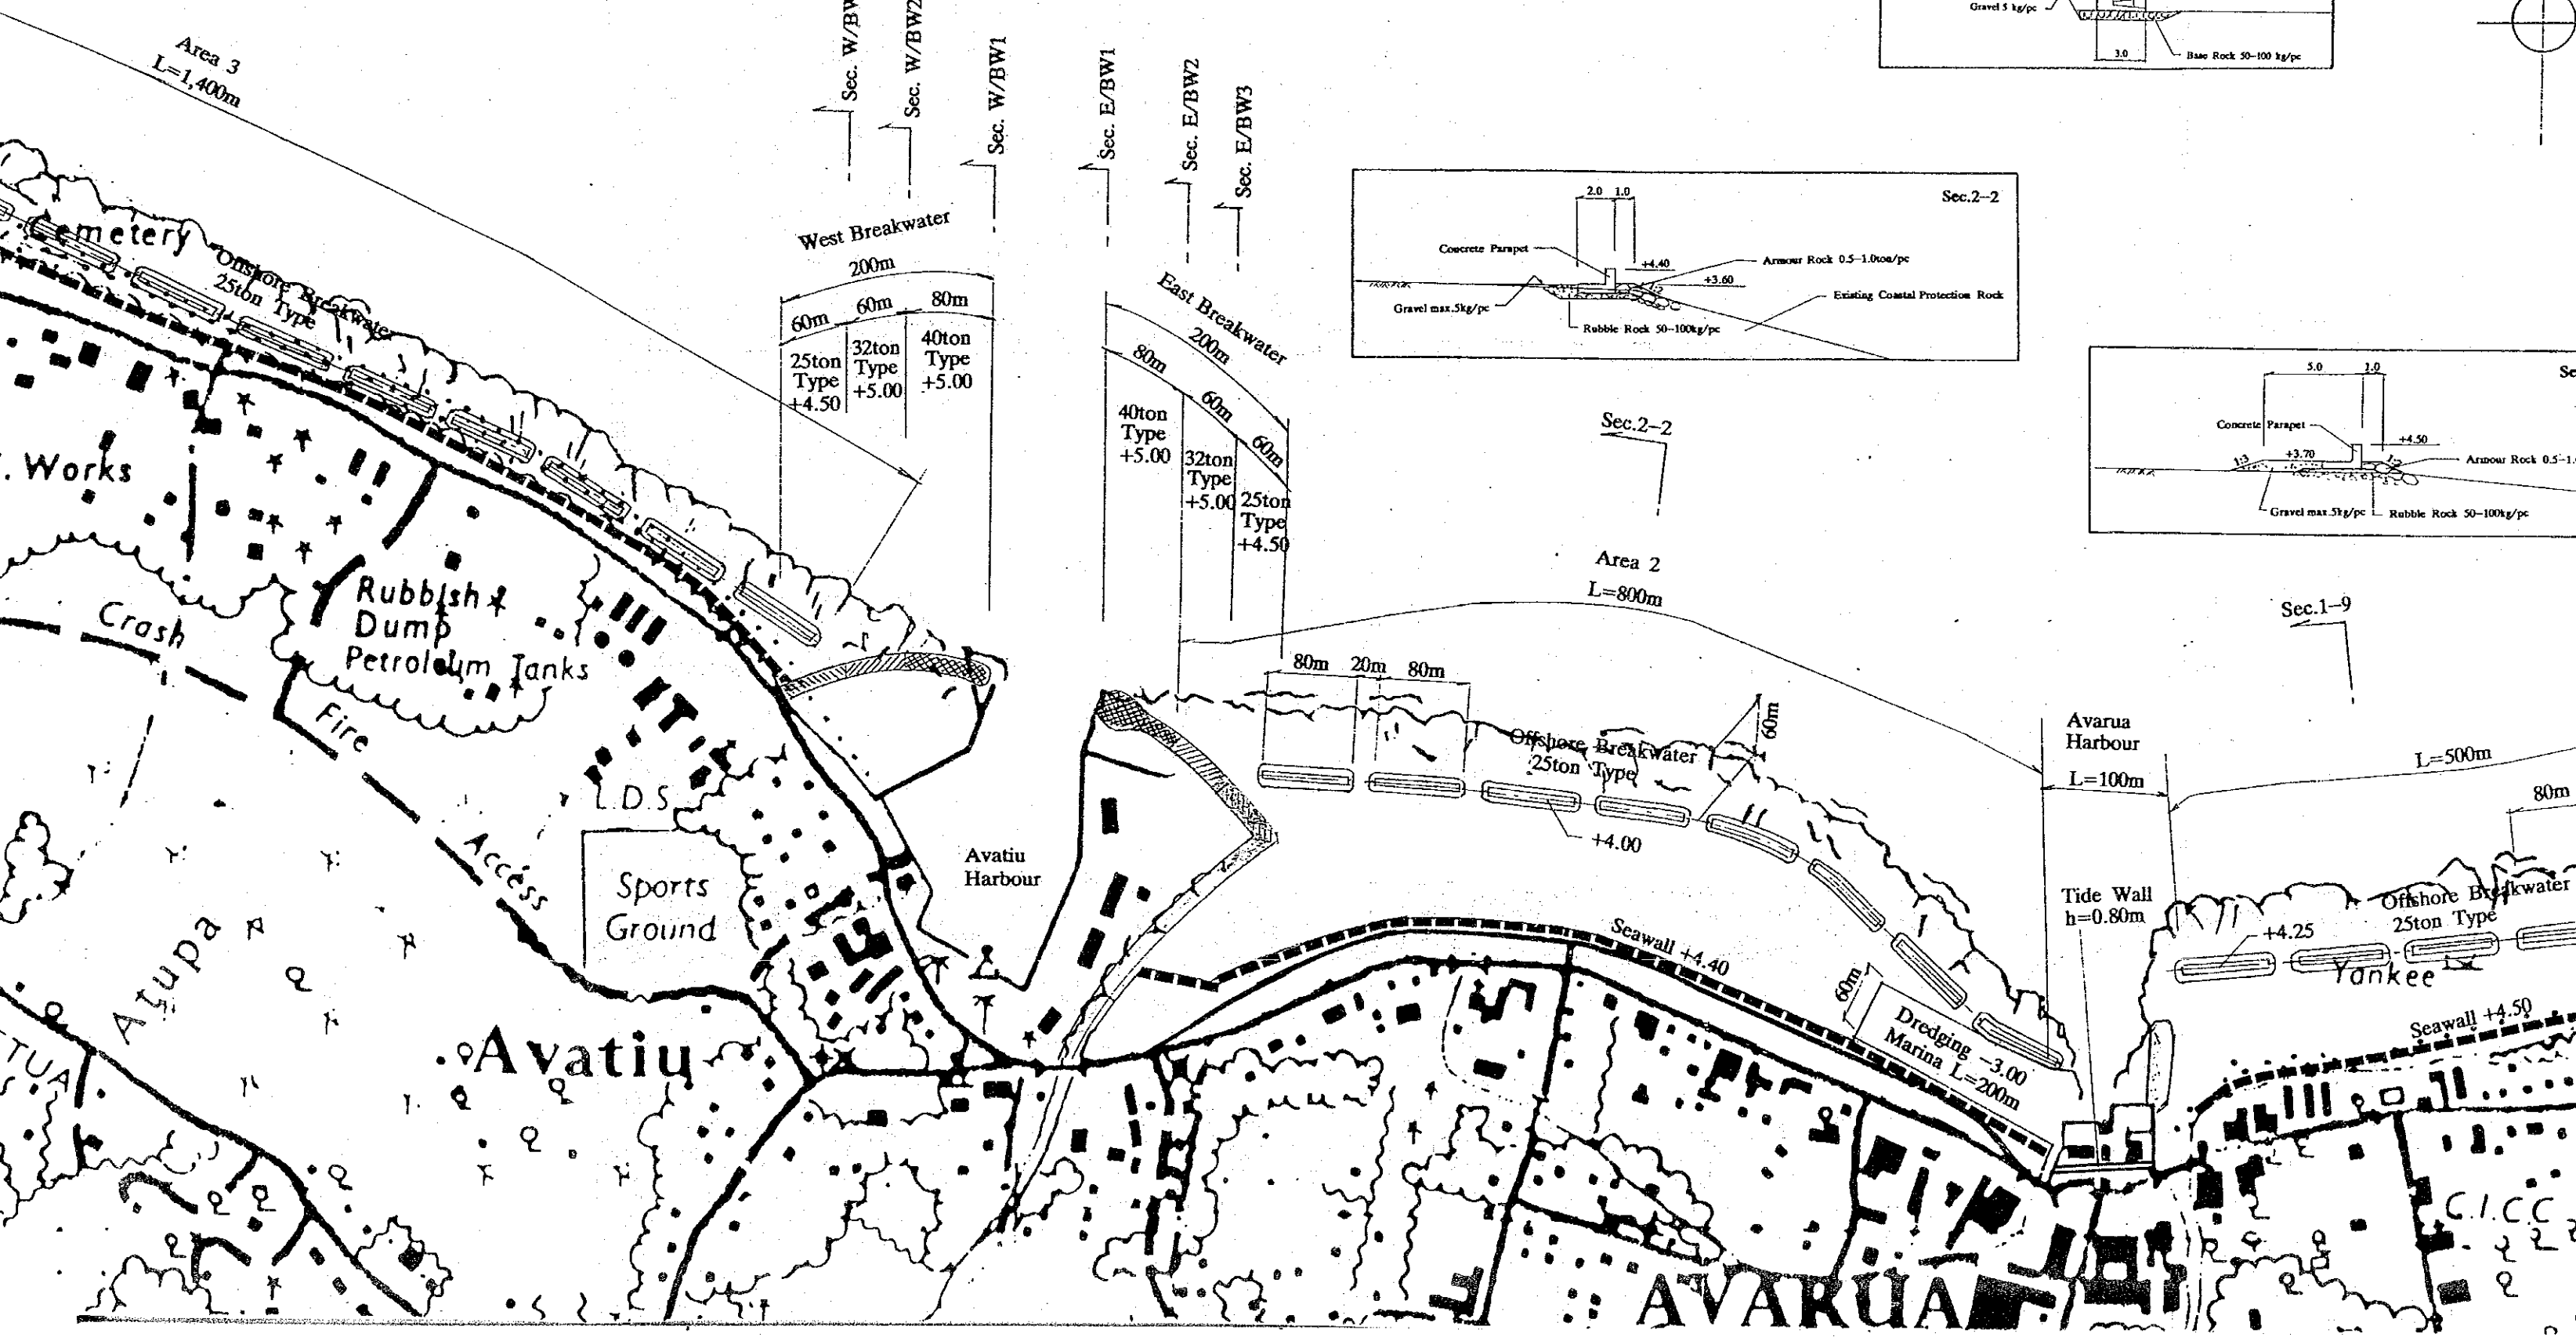 Gravel 5 kg/pc
3.0
Base Rock 50-100 kg/pc
Area 3
L=1,400m
Sec. W/BW2
Sec. W/BW1
Sec. E/BW1
Sec. E/BW2
Sec. E/BW3
West Breakwater
200m
60m
60m
80m
25ton
Type
+4.50
32ton
Type
+5.00
40ton
Type
+5.00
East Breakwater
200m
80m
60m
60m
40ton
Type
+5.00
32ton
Type
+5.00
25ton
Type
+4.50
Sec.2-2
2.0 1.0
Concrete Parapet
+4.40
Armour Rock 0.5-1.0ton/pc
+3.60
Existing Coastal Protection Rock
Gravel max.5kg/pc
Rubble Rock 50-100kg/pc
5.0
1.0
Concrete Parapet
+4.50
1:3
+3.70
Armour Rock 0.5-1.
Gravel max.5kg/pc
Rubble Rock 50-100kg/pc
Cemetery
Offshore Breakwater
25ton Type
. Works
Rubbish
Dump
Petroleum Tanks
Crash
Fire
Access
L.D.S.
Sports
Ground
Atupa
Avatiu
Avatiu
Harbour
Sec.2-2
Area 2
L=800m
80m 20m 80m
60m
Offshore Breakwater
25ton Type
+4.00
Seawall +4.40
60m
Dredging -3.00
Marina L=200m
Sec.1-9
Avarua
Harbour
L=100m
L=500m
80m
Tide Wall
h=0.80m
Offshore Breakwater
25ton Type
+4.25
Yankee
Seawall +4.50
C.I.C.C
TUA
AVARUA